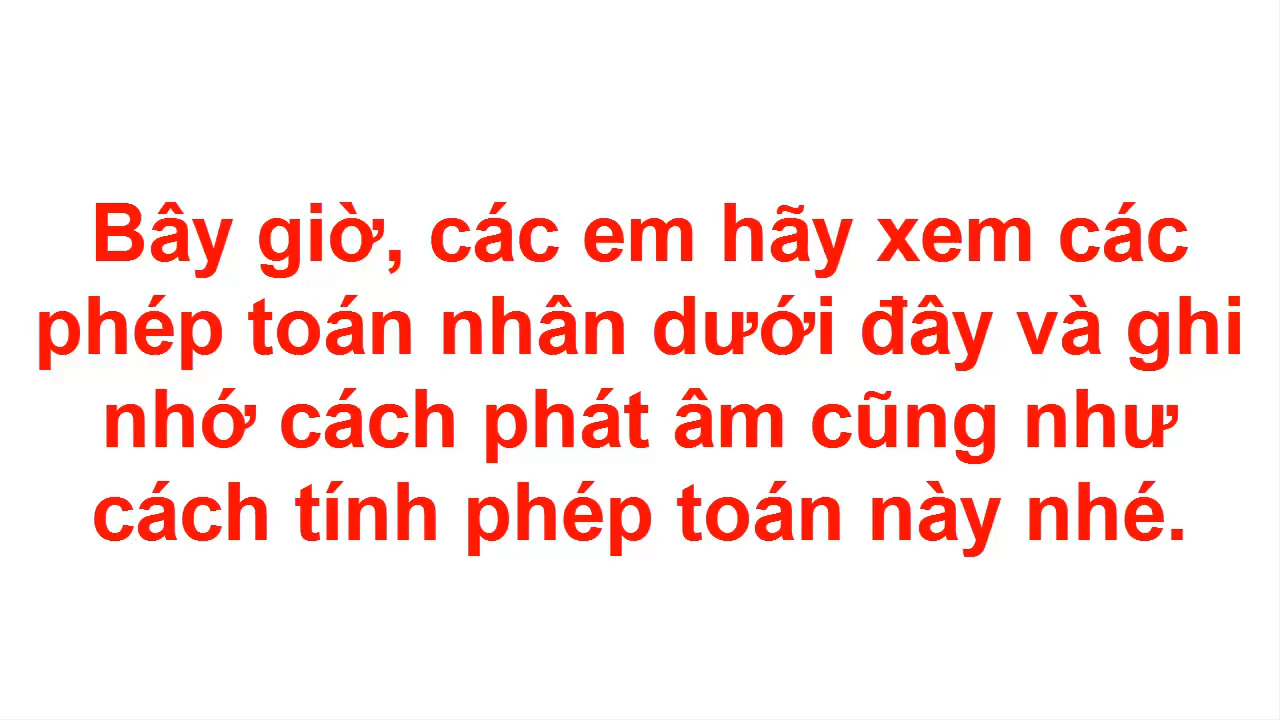 Bây giờ, các em hãy xem các
phép toán nhân dưới đây và ghi
nhớ cách phát âm cũng như
cách tính phép toán này nhé.